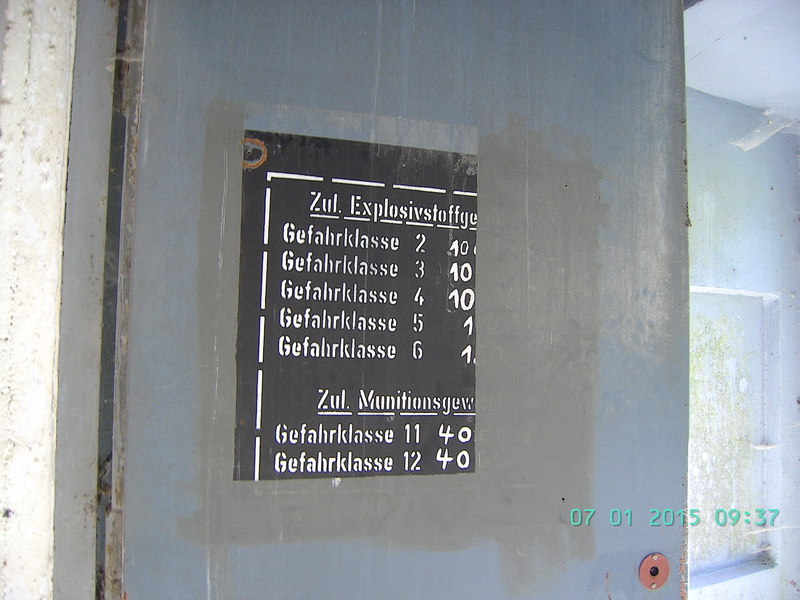 Zul. Explosivstoffge
Gefahrklasse 2 10
Gefahrklasse 3 10
Gefahrklasse 4 10
Gefahrklasse 5 1
Gefahrklasse 6 1.
Zul. Munitionsgew
Gefahrklasse 11 40
Gefahrklasse 12 40
07 01 2015 09:37